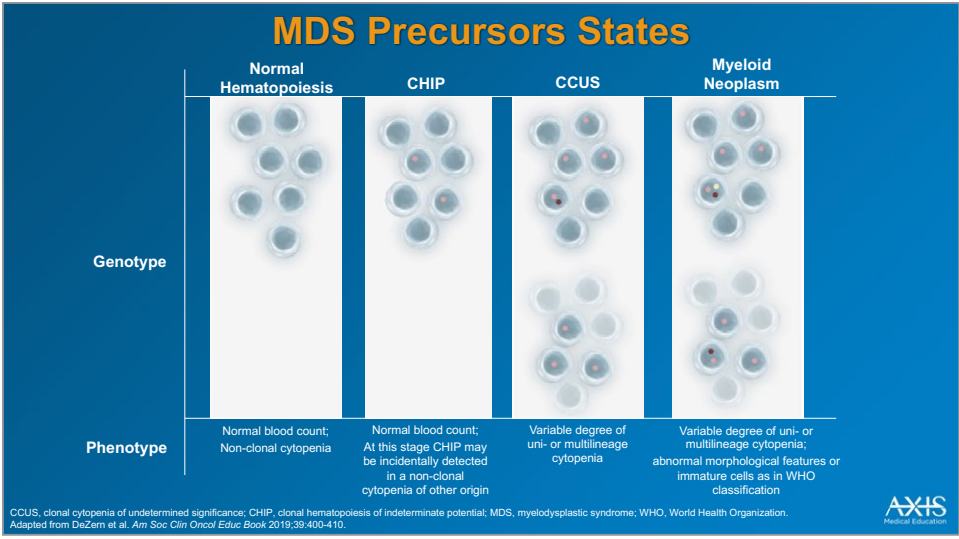 MDS Precursors States
Normal
Hematopoiesis
CHIP
CCUS
Myeloid
Neoplasm
Genotype
Phenotype
Normal blood count;
Non-clonal cytopenia
Normal blood count;
At this stage CHIP may
be incidentally detected
in a non-clonal
cytopenia of other origin
Variable degree of
uni- or multilineage
cytopenia
Variable degree of uni- or
multilineage cytopenia;
abnormal morphological features or
immature cells as in WHO
classification
CCUS, clonal cytopenia of undetermined significance; CHIP, clonal hematopoiesis of indeterminate potential; MDS, myelodysplastic syndrome; WHO, World Health Organization.
Adapted from DeZern et al. Am Soc Clin Oncol Educ Book 2019;39:400-410.
AXIS
Medical Education